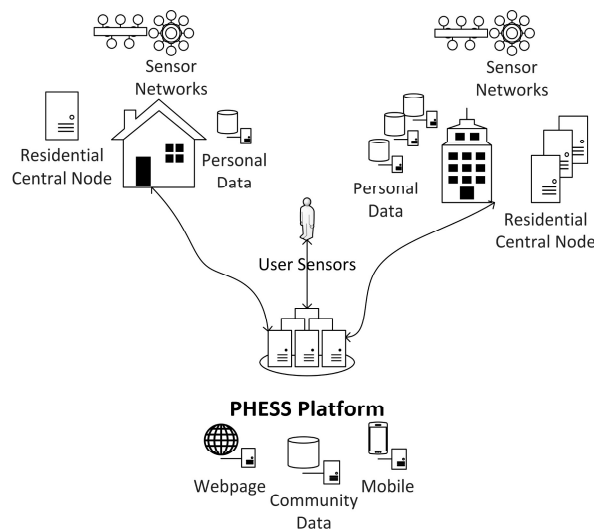 Sensor
Networks
Sensor
Networks
Residential
Central Node
Personal
Data
Personal
Data
Residential
Central Node
User Sensors
PHESS Platform
Webpage
Community
Data
Mobile